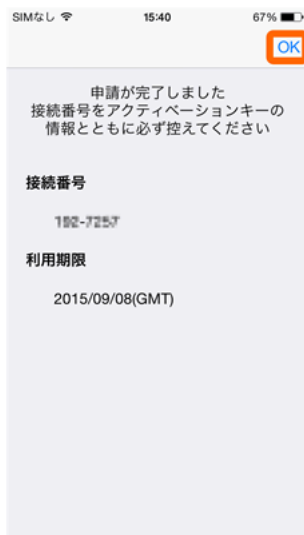 SIMなし 15:40 67%
OK
申請が完了しました
接続番号をアクティベーションキーの
情報とともに必ず控えてください
接続番号
利用期限
2015/09/08(GMT)